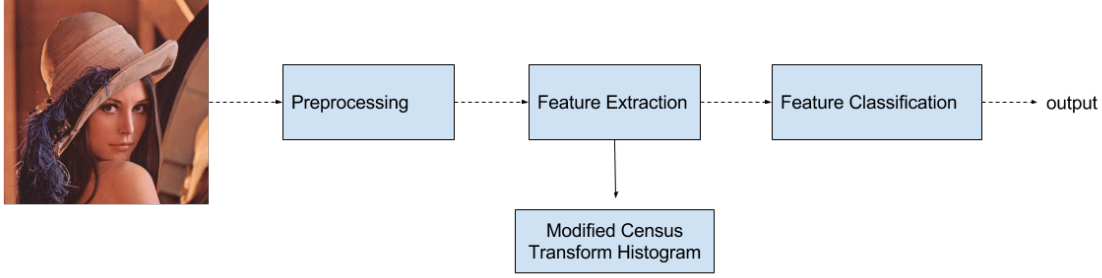 Preprocessing
Feature Extraction
Feature Classification
output
Modified Census
Transform Histogram